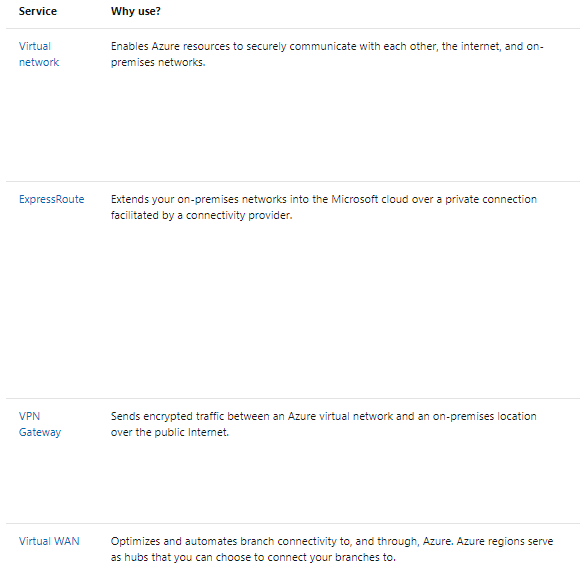 Service Why use?
Virtual Enables Azure resources to securely communicate with each other, the internet, and on-
network premises networks.
ExpressRoute Extends your on-premises networks into the Microsoft cloud over a private connection
facilitated by a connectivity provider.
VPN Sends encrypted traffic between an Azure virtual network and an on-premises location
Gateway over the public Internet.
Virtual WAN Optimizes and automates branch connectivity to, and through, Azure. Azure regions serve
as hubs that you can choose to connect your branches to.